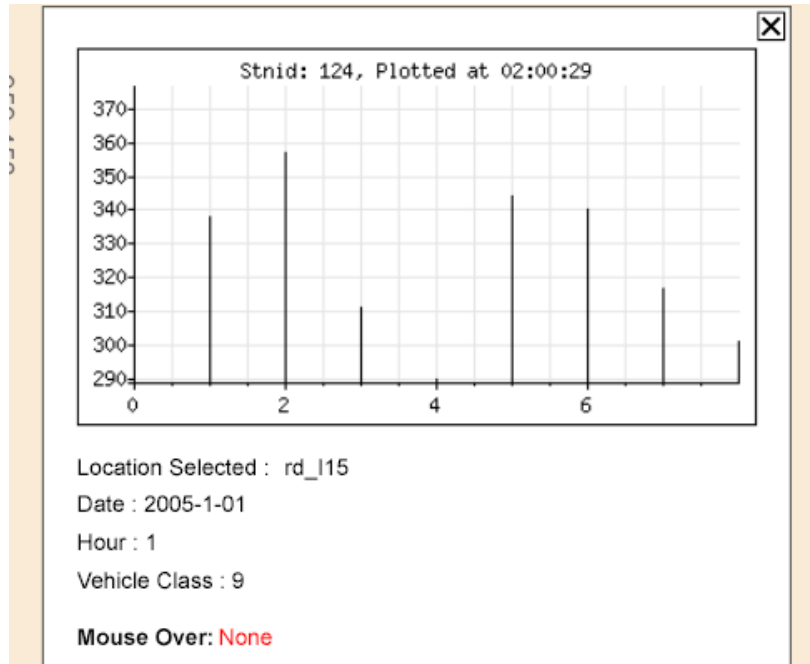 Stnid: 124, Plotted at 02:00:29
370
360
350
340
330
320
310
300
290
0 2 4 6
Location Selected : rd_I15
Date : 2005-1-01
Hour : 1
Vehicle Class : 9
Mouse Over: None